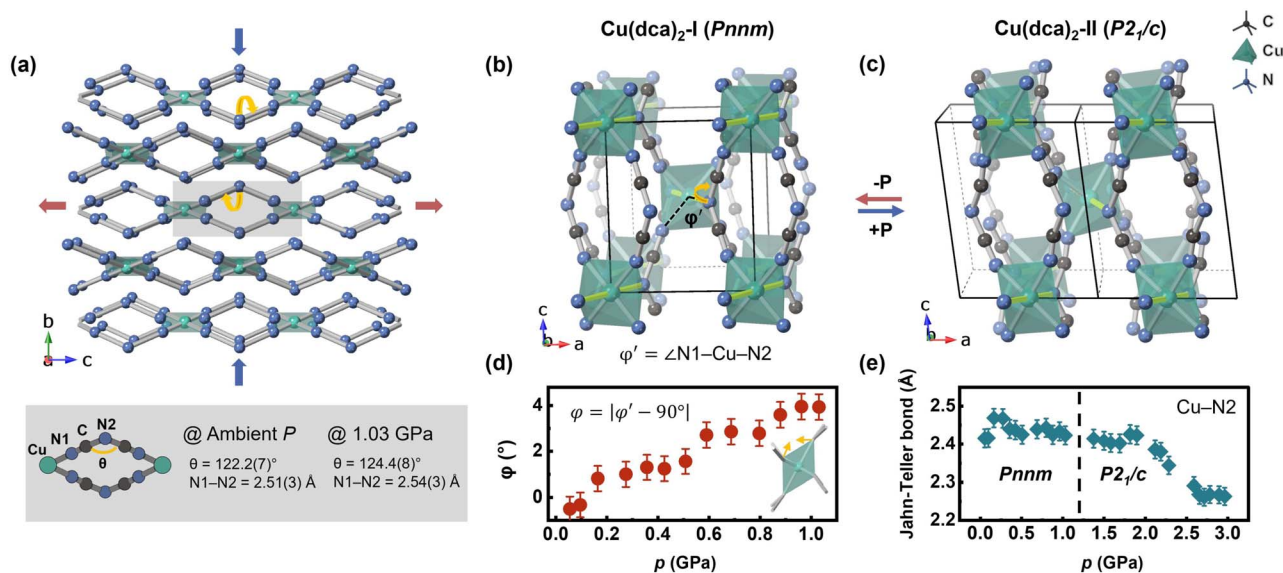 (a)
b
a
c
Cu
N1
C
N2
θ
@ Ambient P
θ = 122.2(7)°
N1–N2 = 2.51(3) Å
@ 1.03 GPa
θ = 124.4(8)°
N1–N2 = 2.54(3) Å
Cu(dca)₂-I (Pnnm)
(b)
φ
c
b
a
φ′ = ∠N1–Cu–N2
-P
+P
Cu(dca)₂-II (P2₁/c)
(c)
c
b
a
C
Cu
N
(d)
φ = |φ′ − 90°|
φ (°)
4
2
0
0.0 0.2 0.4 0.6 0.8 1.0
p (GPa)
(e)
Cu–N2
Jahn-Teller bond (Å)
2.5
2.4
2.3
2.2
Pnnm
P2₁/c
0.0 0.5 1.0 1.5 2.0 2.5 3.0
p (GPa)